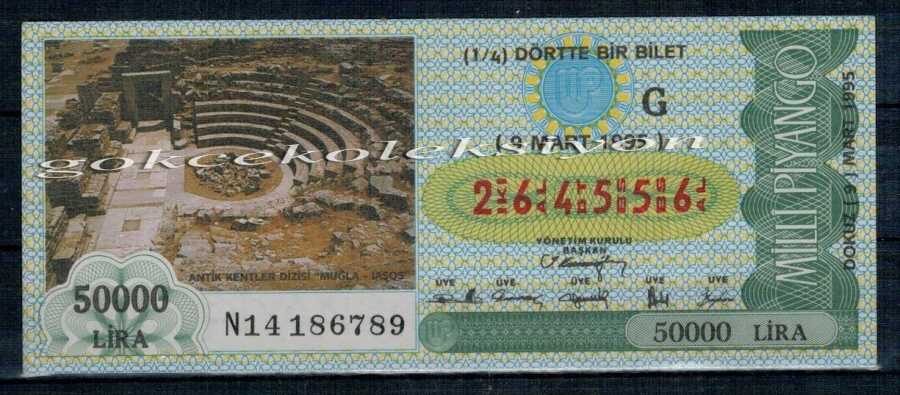 (1/4) DÖRTTE BİR BİLET
G
(9 MART 1995)
gokcekoleksiyon
2 6 4 5 5 6
YÖNETİM KURULU
BAŞKAN
ÜYE ÜYE ÜYE ÜYE ÜYE
ANTİK KENTLER DİZİSİ "MUĞLA - IASOS"
50000
LİRA
N14186789
50000 LİRA
MİLLİ PİYANGO
DOKUZ (9) MART 1995